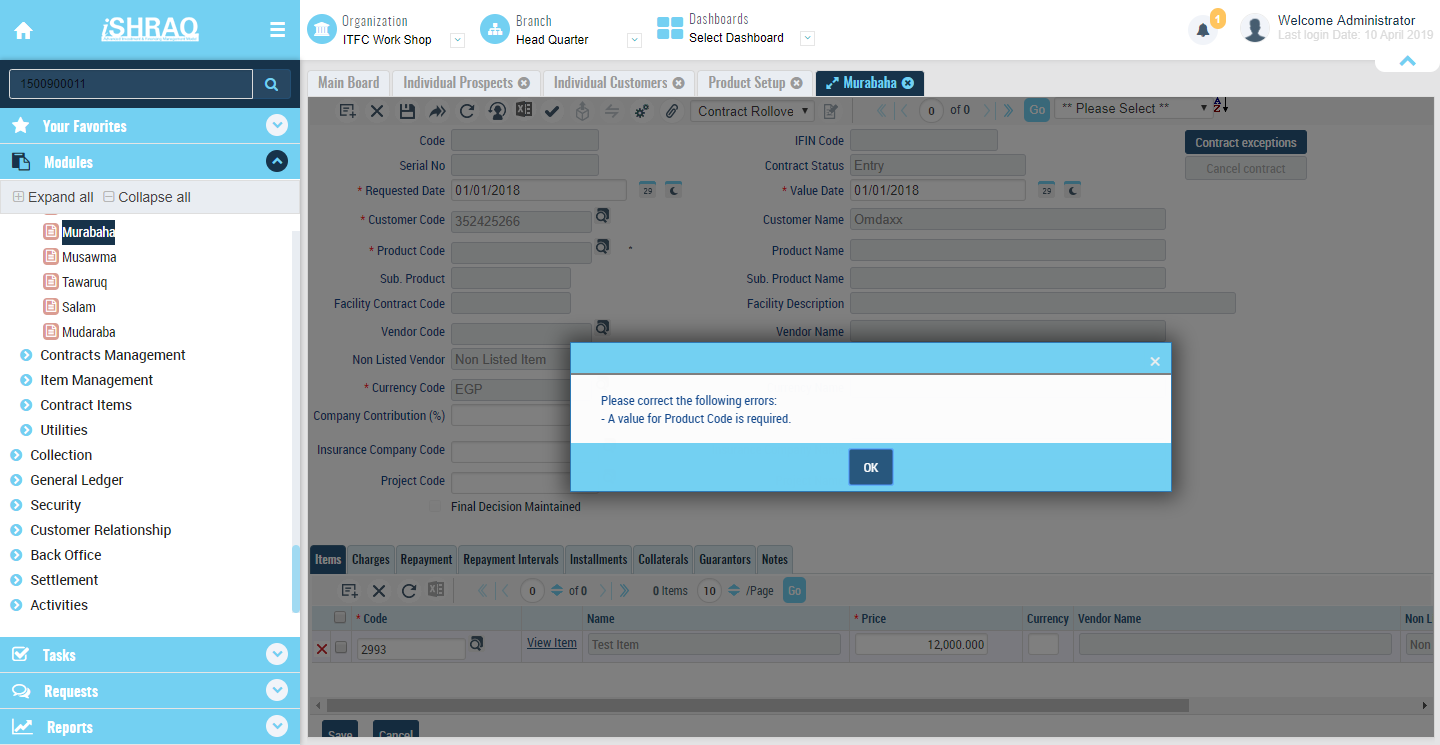 iSHRAQ
Organization
ITFC Work Shop
Branch
Head Quarter
Dashboards
Select Dashboard
1
Welcome Administrator
Last login Date: 10 April 2019
1500900011
Your Favorites
Modules
Expand all
Collapse all
Murabaha
Musawma
Tawaruq
Salam
Mudaraba
Contracts Management
Item Management
Contract Items
Utilities
Collection
General Ledger
Security
Customer Relationship
Back Office
Settlement
Activities
Tasks
Requests
Reports
Main Board
Individual Prospects
Individual Customers
Product Setup
Murabaha
Contract Rollove
0 of 0
Go
** Please Select **
A
Z
Code
IFIN Code
Contract exceptions
Serial No
Contract Status Entry
Cancel contract
* Requested Date 01/01/2018 29
* Value Date 01/01/2018 29
* Customer Code 352425266
Customer Name Omdaxx
* Product Code
Product Name
Sub. Product
Sub. Product Name
Facility Contract Code
Facility Description
Vendor Code
Vendor Name
Non Listed Vendor Non Listed Item
* Currency Code EGP
Company Contribution (%)
Insurance Company Code
Project Code
Final Decision Maintained
Please correct the following errors:
- A value for Product Code is required.
OK
Items Charges Repayment Repayment Intervals Installments Collaterals Guarantors Notes
0 of 0
0 Items
10 /Page
Go
* Code Name * Price Currency Vendor Name Non L
2993 View Item Test Item 12,000.000 Non
Save Cancel